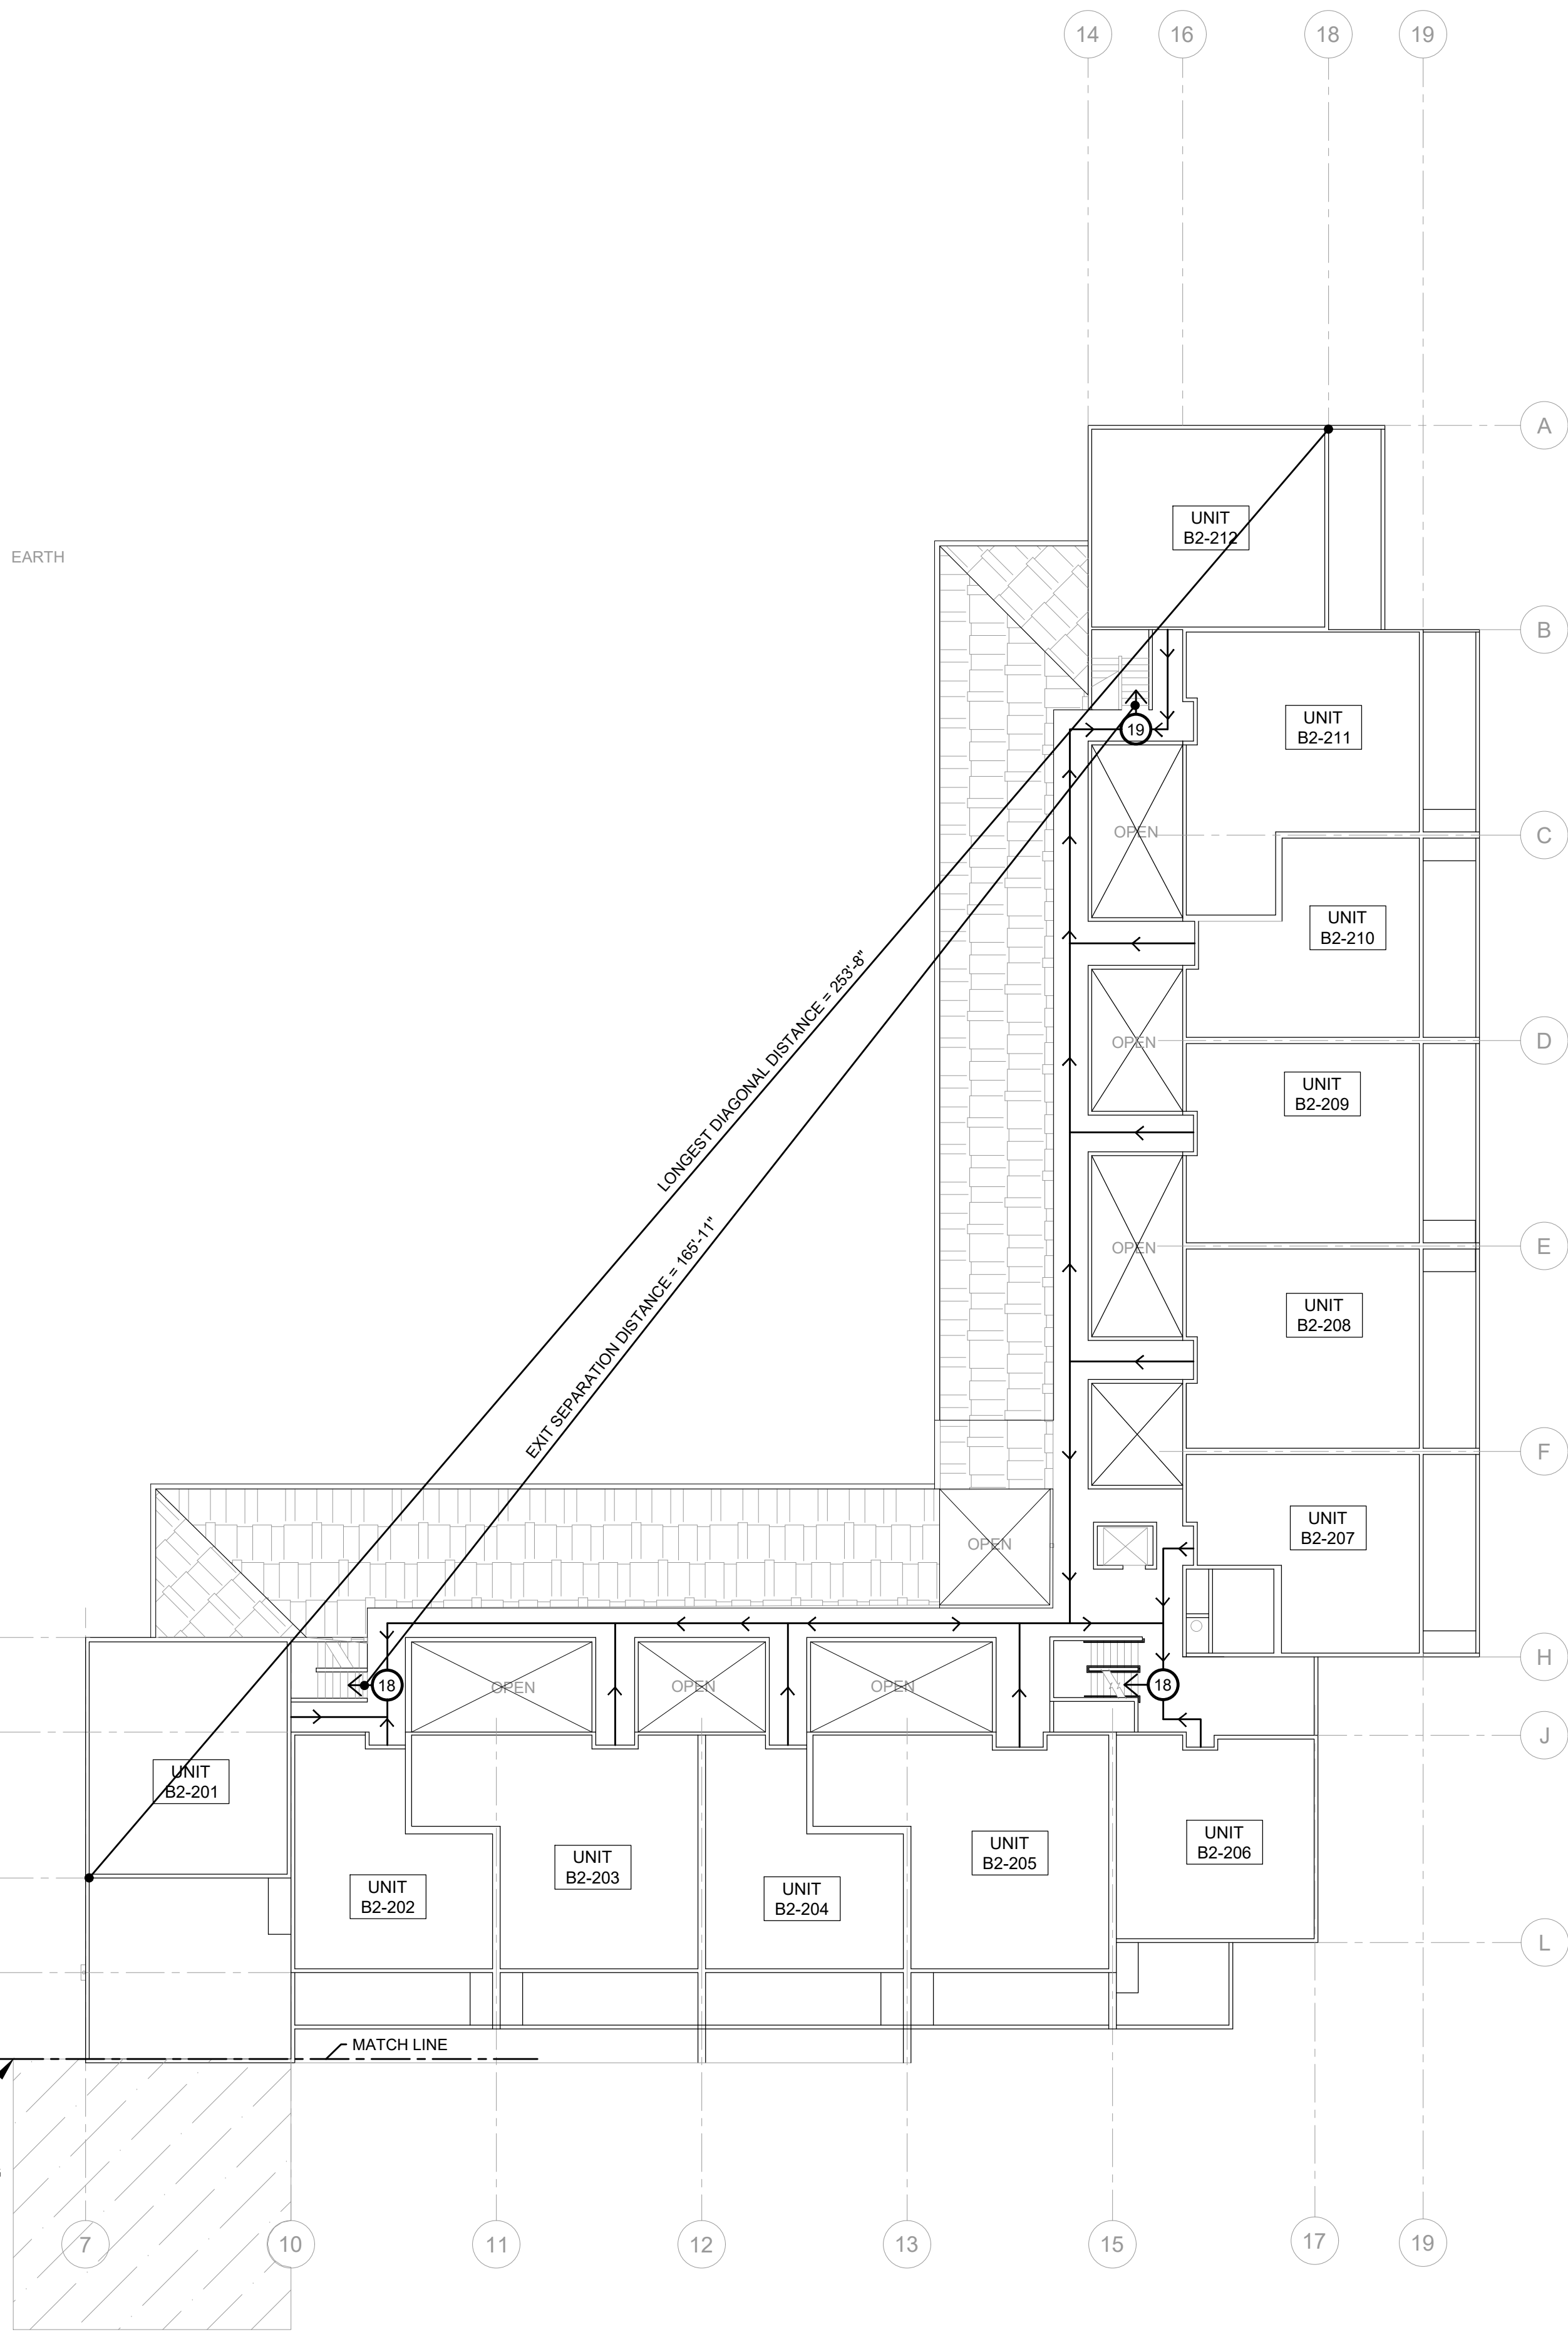 14
16
18
19
A
EARTH
UNIT
B2-212
B
19
UNIT
B2-211
OPEN
C
UNIT
B2-210
LONGEST DIAGONAL DISTANCE = 253'-8"
OPEN
D
UNIT
B2-209
EXIT SEPARATION DISTANCE = 165'-11"
OPEN
E
UNIT
B2-208
F
UNIT
B2-207
OPEN
H
18
OPEN
OPEN
OPEN
18
J
UNIT
B2-201
UNIT
B2-202
UNIT
B2-203
UNIT
B2-204
UNIT
B2-205
UNIT
B2-206
L
MATCH LINE
7
10
11
12
13
15
17
19